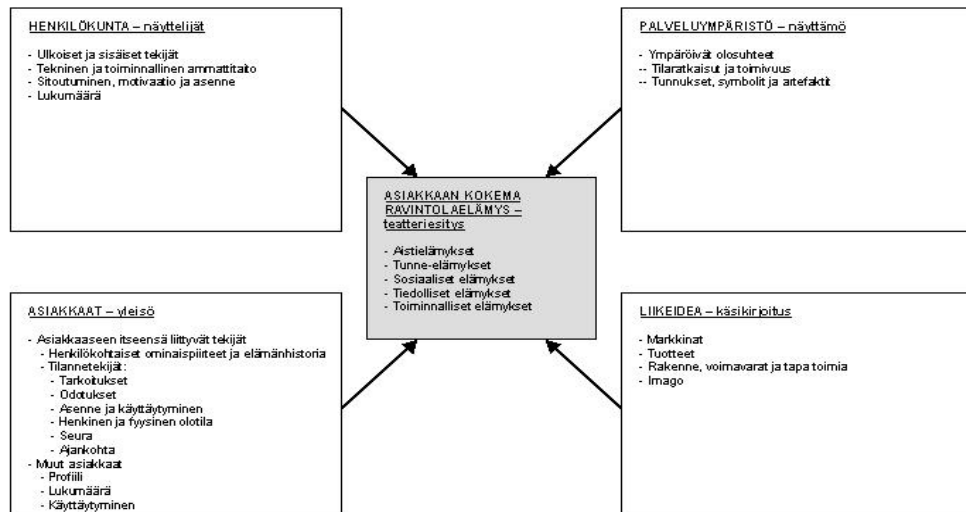 HENKILÖKUNTA – näyttelijät
- Ulkoiset ja sisäiset tekijät
- Tekninen ja toiminnallinen ammattitaito
- Sitoutuminen, motivaatio ja asenne
- Lukumäärä
PALVELUYMPÄRISTÖ – näyttämö
- Ympäröivät olosuhteet
-- Tilaratkaisut ja toimivuus
-- Tunnukset, symbolit ja artefaktit
ASIAKKAAN KOKEMA
RAVINTOLAELÄMYS –
teatteriesitys
- Aistielämykset
- Tunne-elämykset
- Sosiaaliset elämykset
- Tiedolliset elämykset
- Toiminnalliset elämykset
ASIAKKAAT – yleisö
- Asiakkaaseen itseensä liittyvät tekijät
- Henkilökohtaiset ominaispiirteet ja elämänhistoria
- Tilannetekijät:
- Tarkoitukset
- Odotukset
- Asenne ja käyttäytyminen
- Henkinen ja fyysinen olotila
- Seura
- Ajankohta
- Muut asiakkaat
- Profiili
- Lukumäärä
- Käyttäytyminen
LIIKEIDEA – käsikirjoitus
- Markkinat
- Tuotteet
- Rakenne, voimavarat ja tapa toimia
- Imago